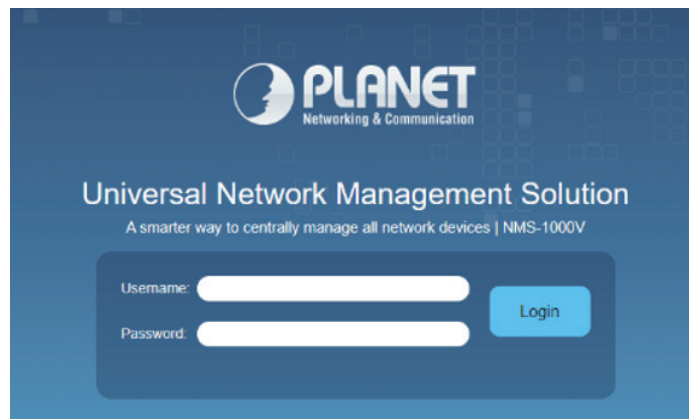 PLANET
Networking & Communication
Universal Network Management Solution
A smarter way to centrally manage all network devices | NMS-1000V
Username:
Login
Password: